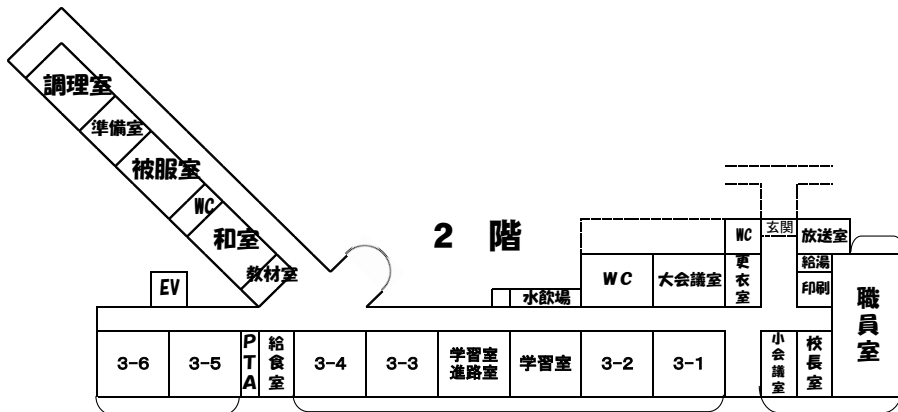 調理室
準備室
被服室
WC
和室
教材室
2 階
EV
水飲場
WC
大会議室
WC
更衣室
玄関
放送室
給湯
印刷
職員室
3-6
3-5
PTA
給食室
3-4
3-3
学習室
進路室
学習室
3-2
3-1
小会議室
校長室